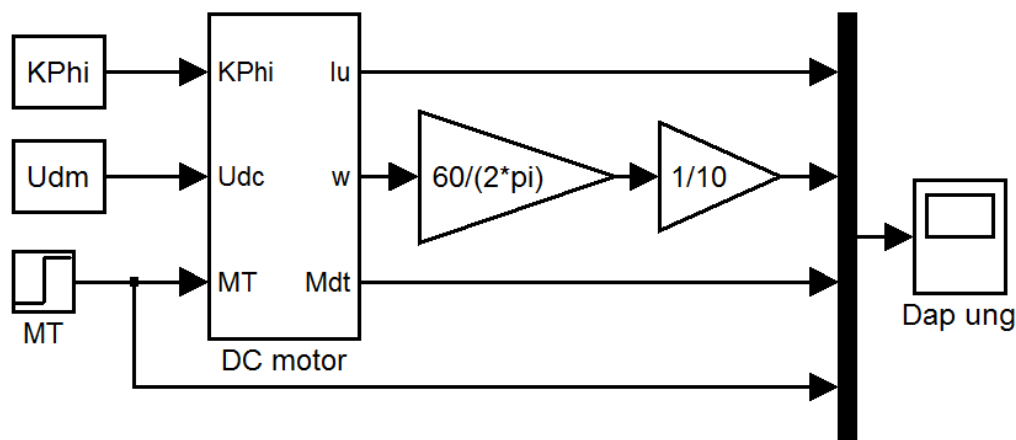 KPhi
KPhi
Iu
Udm
Udc
w
60/(2*pi)
1/10
MT
MT
Mdt
DC motor
Dap ung